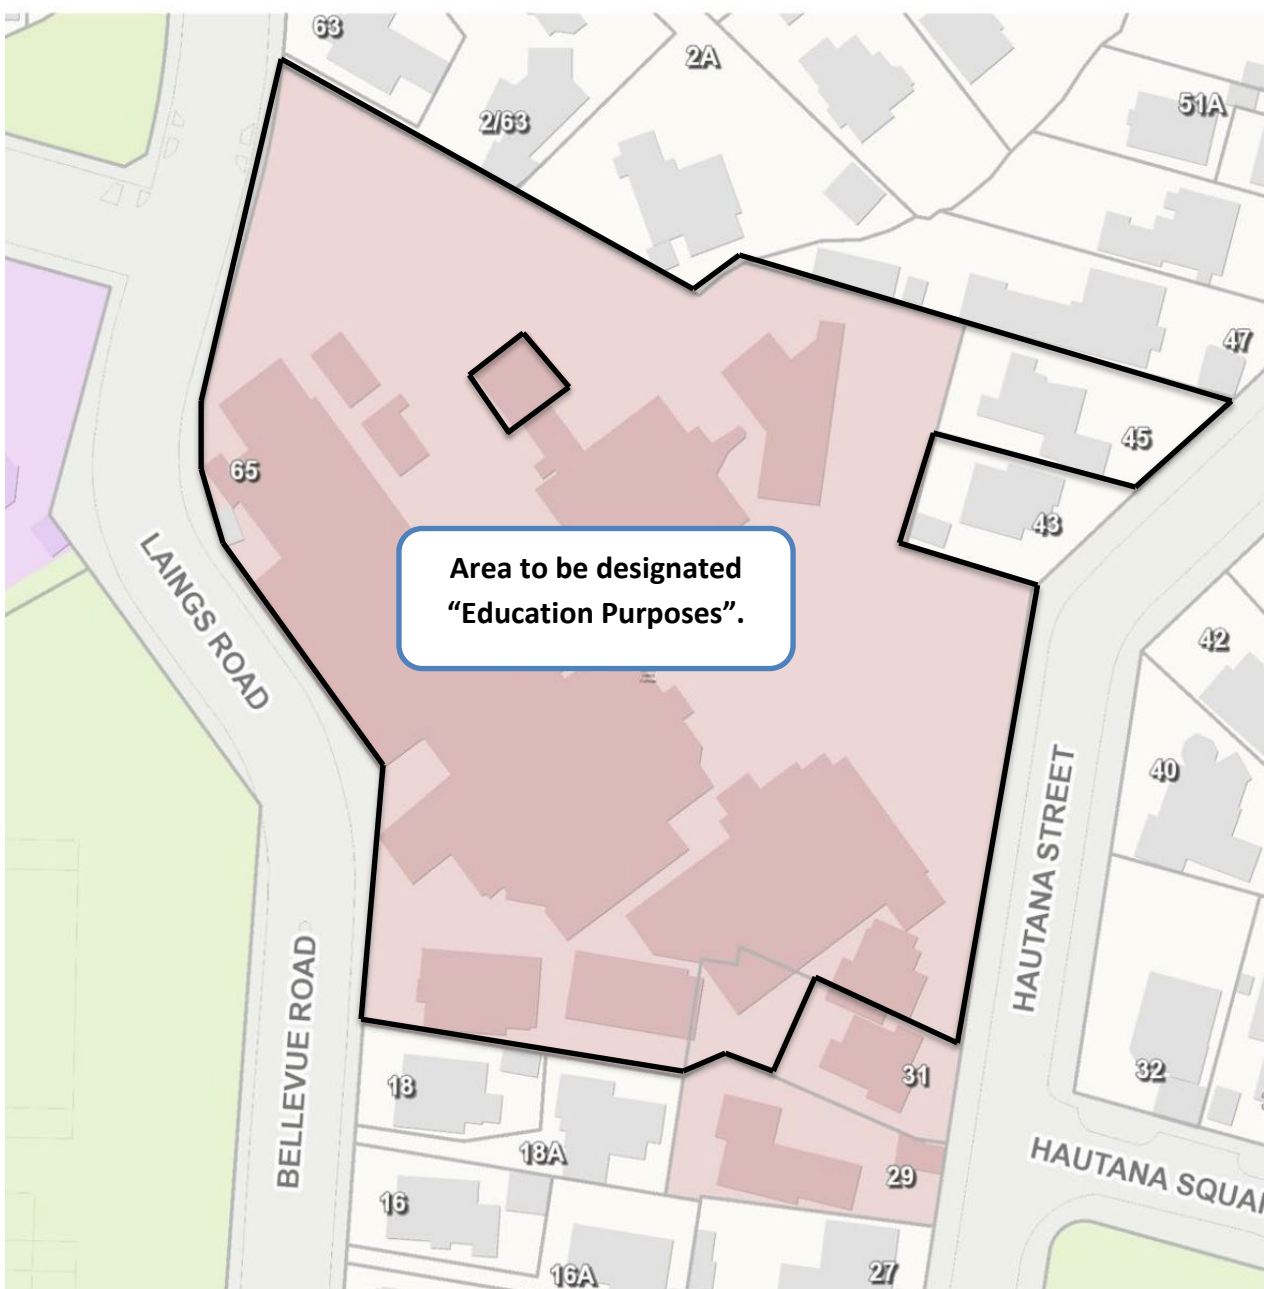 63
2A
2/63
51A
47
45
65
43
Area to be designated
“Education Purposes”.
LAINGS ROAD
42
40
HAUTANA STREET
BELLEVUE ROAD
31
32
18
18A
29
HAUTANA SQUA
16
16A
27